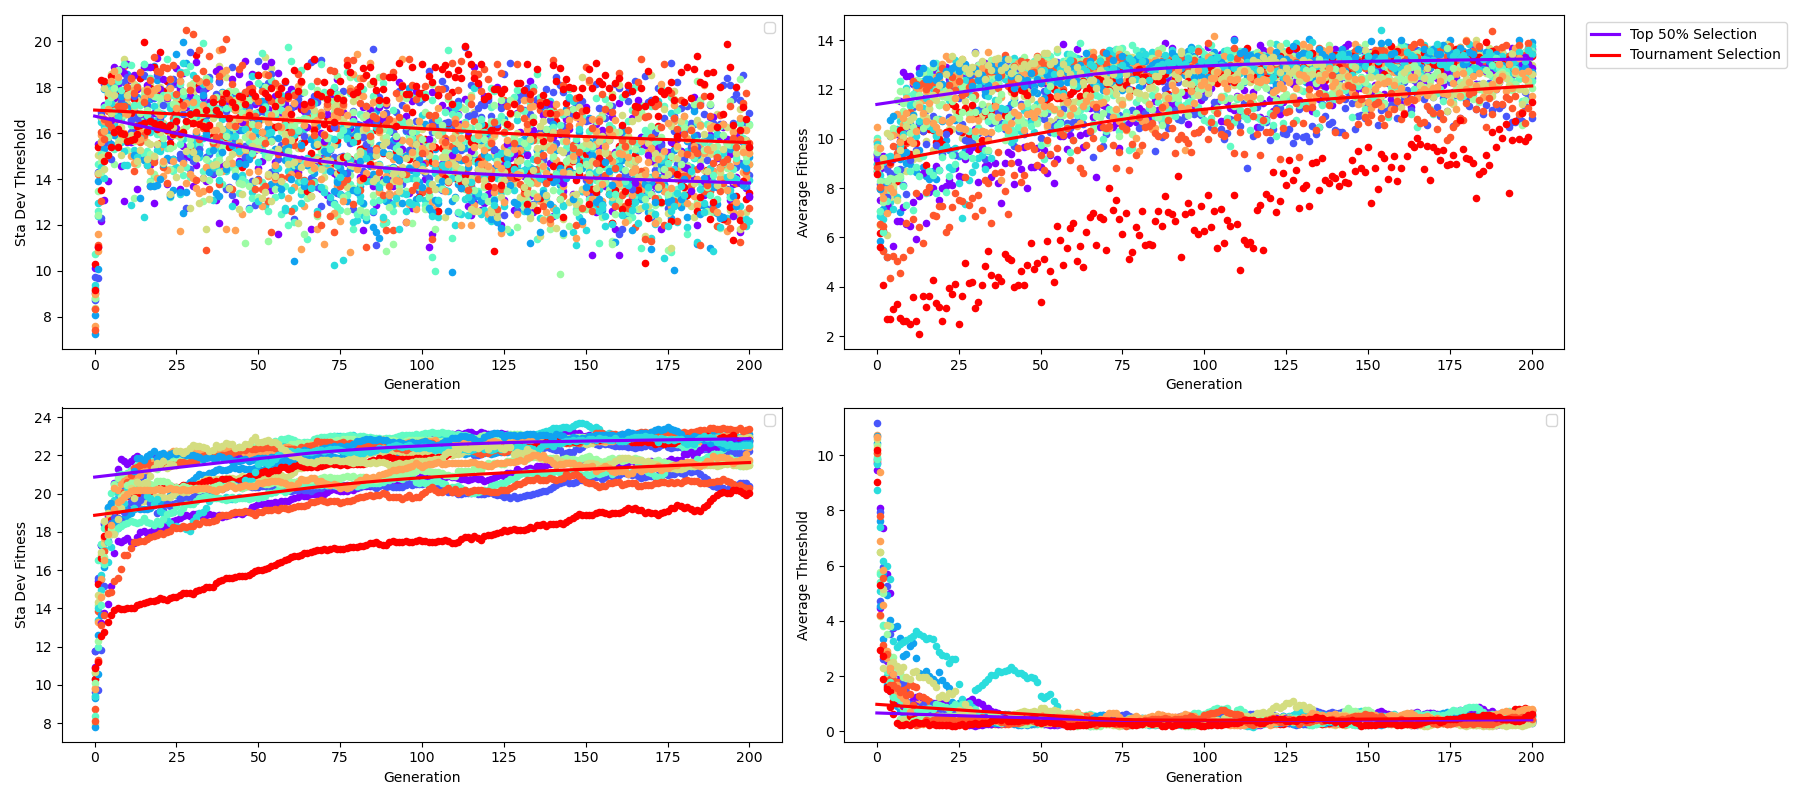 20
18
16
14
12
10
8
Sta Dev Threshold
0 25 50 75 100 125 150 175 200
Generation
14
12
10
8
6
4
2
Average Fitness
0 25 50 75 100 125 150 175 200
Generation
Top 50% Selection
Tournament Selection
24
22
20
18
16
14
12
10
8
Sta Dev Fitness
0 25 50 75 100 125 150 175 200
Generation
10
8
6
4
2
0
Average Threshold
0 25 50 75 100 125 150 175 200
Generation